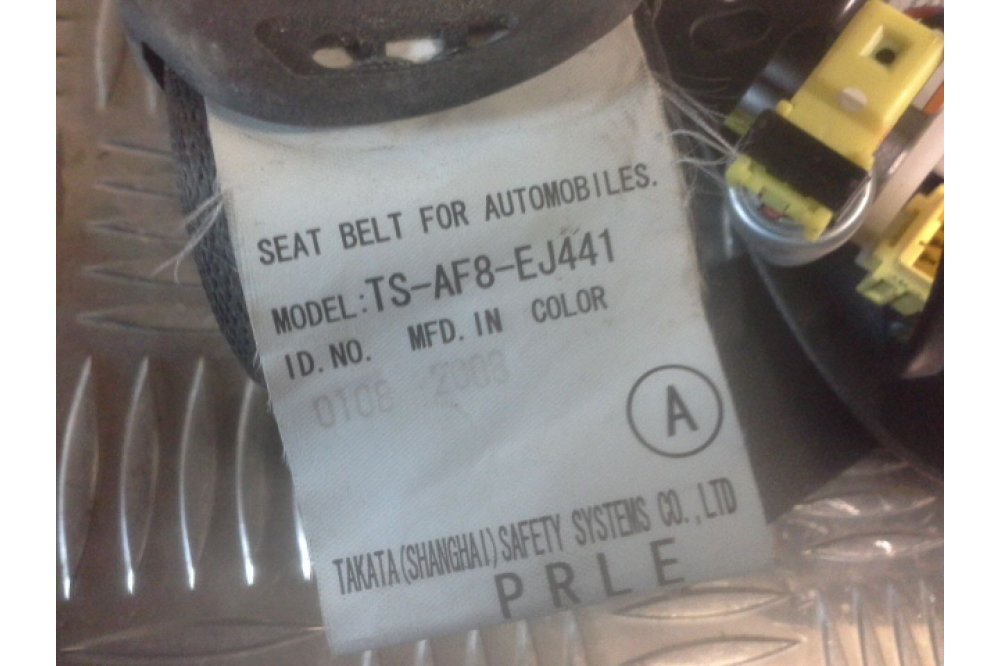 SEAT BELT FOR AUTOMOBILES.
MODEL:TS-AF8-EJ441
ID.NO. MFD.IN COLOR
2008
A
TAKATA(SHANGHAI)SAFETY SYSTEMS CO.,LTD
PRLE